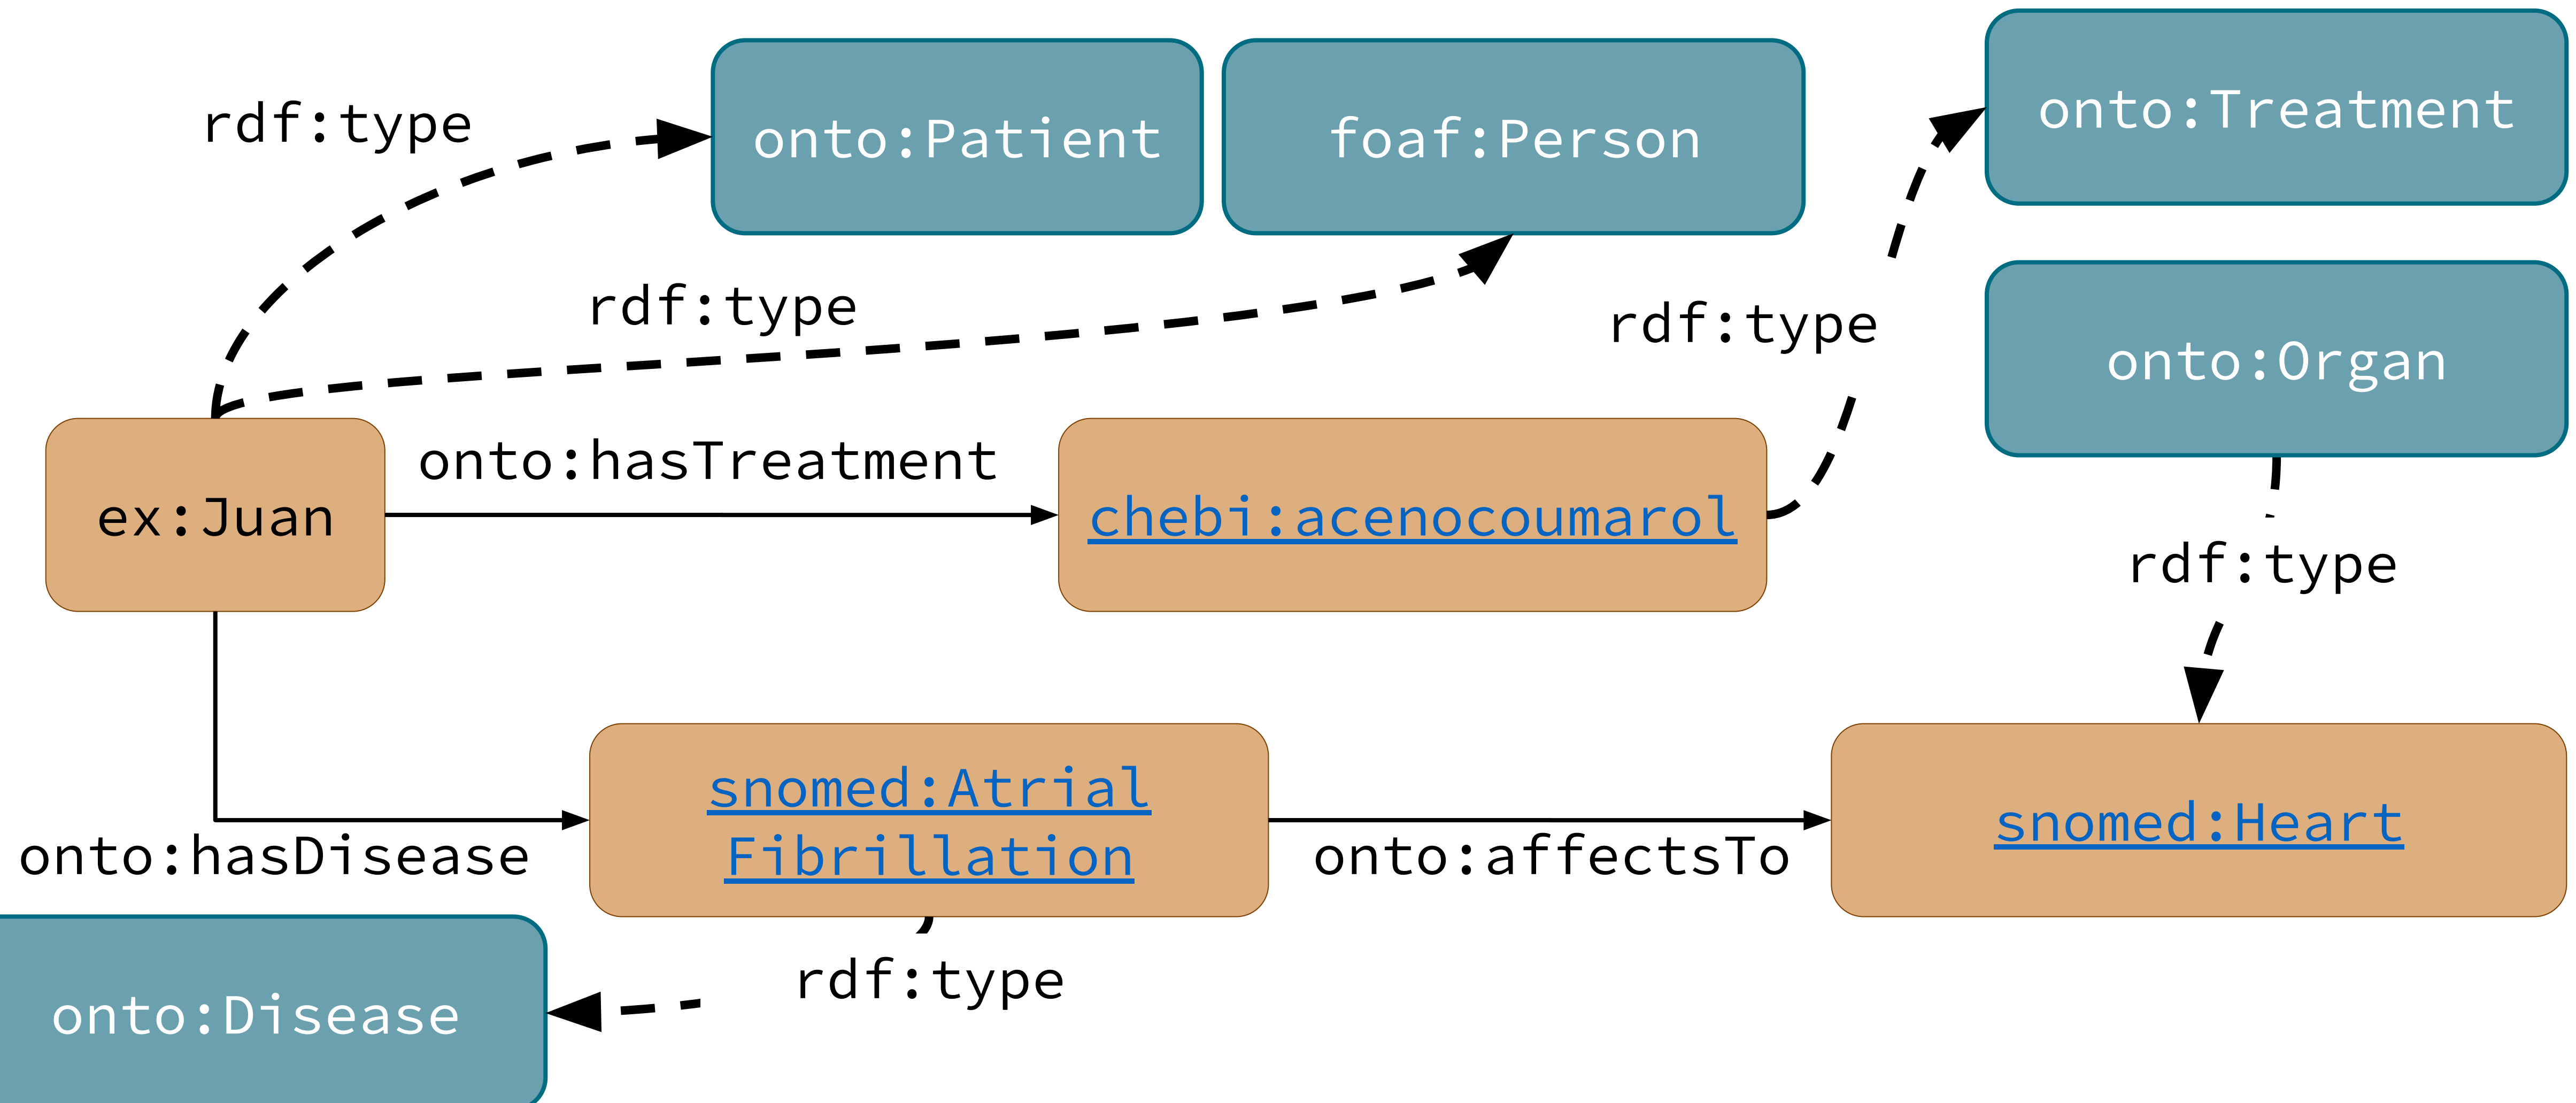 rdf:type
onto:Patient
foaf:Person
onto:Treatment
rdf:type
rdf:type
onto:Organ
ex:Juan
onto:hasTreatment
chebi:acenocoumarol
rdf:type
onto:hasDisease
snomed:Atrial
Fibrillation
onto:affectsTo
snomed:Heart
rdf:type
onto:Disease